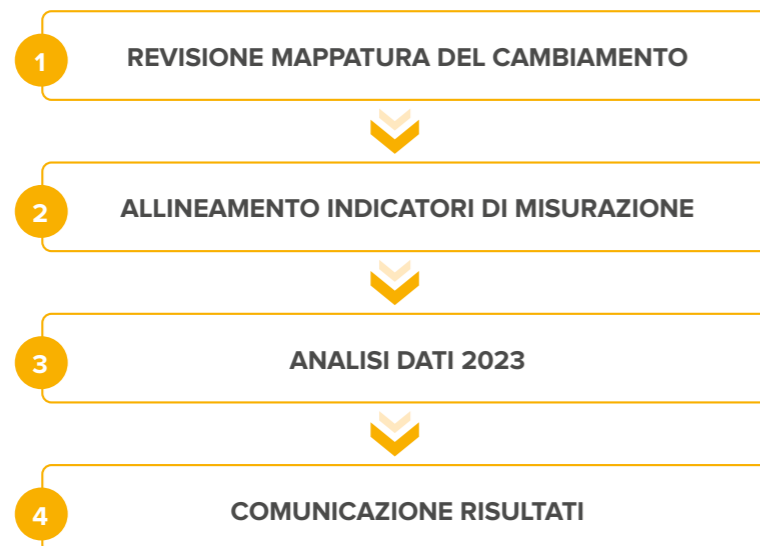 1
REVISIONE MAPPATURA DEL CAMBIAMENTO
2
ALLINEAMENTO INDICATORI DI MISURAZIONE
3
ANALISI DATI 2023
4
COMUNICAZIONE RISULTATI